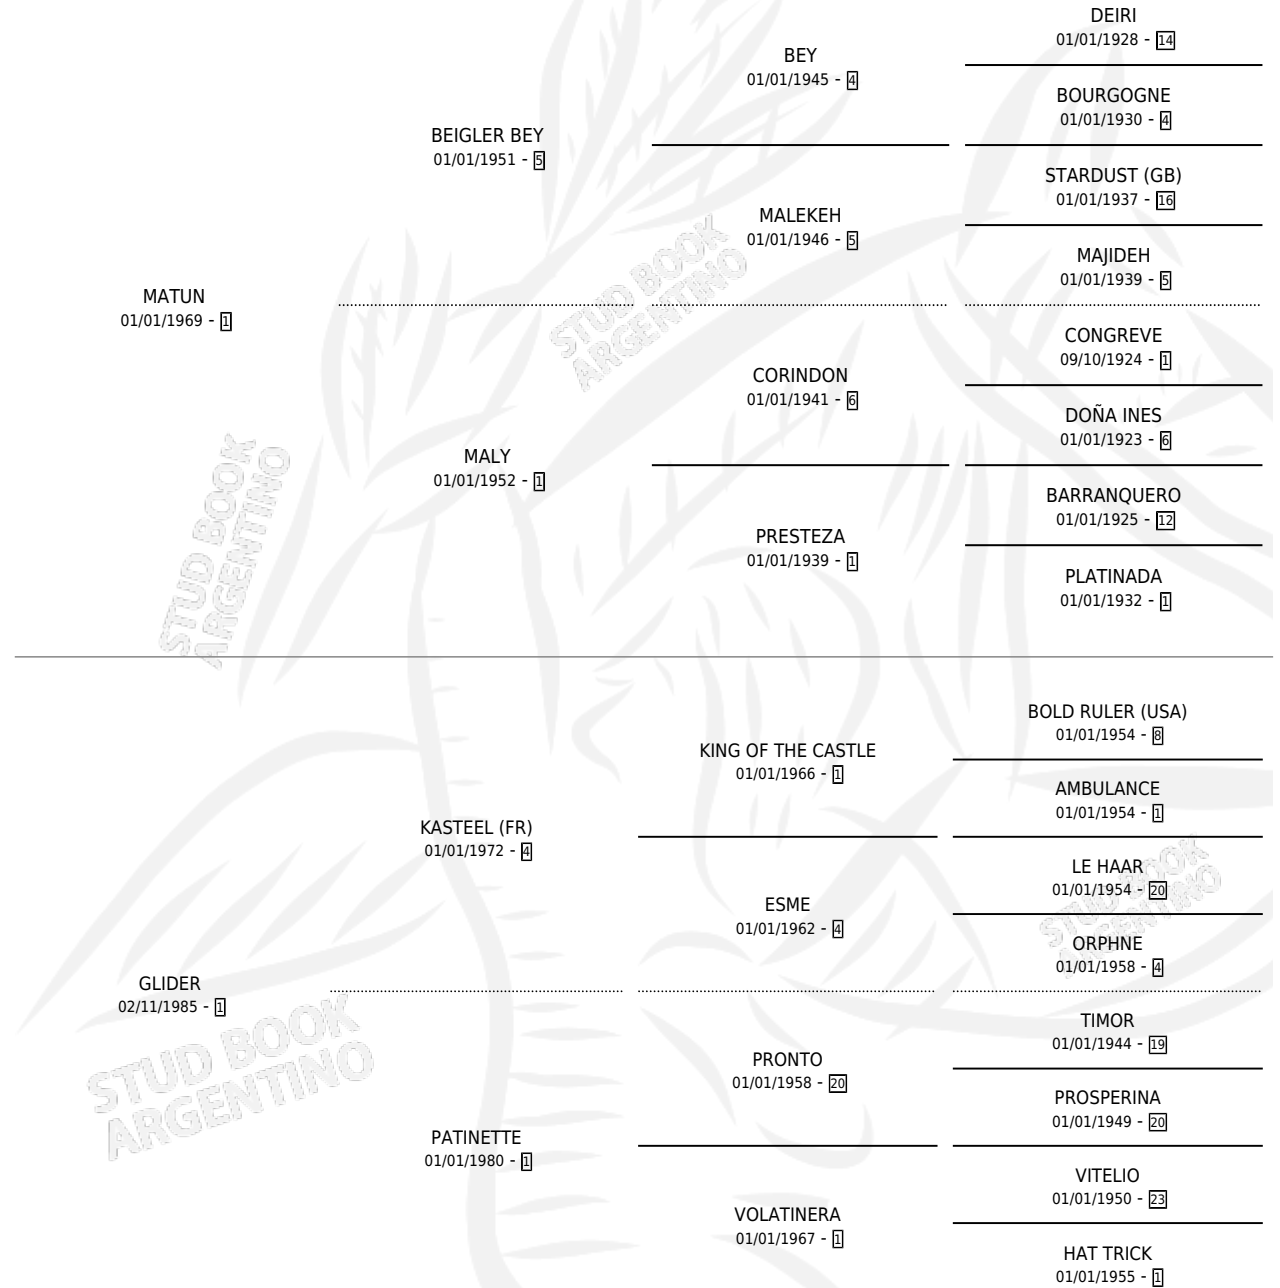 DEIRI
01/01/1928 - 14
BEY
01/01/1945 - 4
BOURGOGNE
01/01/1930 - 4
BEIGLER BEY
01/01/1951 - 5
STARDUST (GB)
01/01/1937 - 16
MALEKEH
01/01/1946 - 5
MAJIDEH
01/01/1939 - 5
MATUN
01/01/1969 - 1
CONGREVE
09/10/1924 - 1
CORINDON
01/01/1941 - 6
DOÑA INES
01/01/1923 - 6
MALY
01/01/1952 - 1
BARRANQUERO
01/01/1925 - 12
PRESTEZA
01/01/1939 - 1
PLATINADA
01/01/1932 - 1
BOLD RULER (USA)
01/01/1954 - 8
KING OF THE CASTLE
01/01/1966 - 1
AMBULANCE
01/01/1954 - 1
KASTEEL (FR)
01/01/1972 - 4
LE HAAR
01/01/1954 - 20
ESME
01/01/1962 - 4
ORPHNE
01/01/1958 - 4
GLIDER
02/11/1985 - 1
TIMOR
01/01/1944 - 19
PRONTO
01/01/1958 - 20
PROSPERINA
01/01/1949 - 20
PATINETTE
01/01/1980 - 1
VITELIO
01/01/1950 - 23
VOLATINERA
01/01/1967 - 1
HAT TRICK
01/01/1955 - 1
STUD BOOK
ARGENTINO
STUD BOOK
ARGENTINO
STUD BOOK
ARGENTINO
STUD BOOK
ARGENTINO